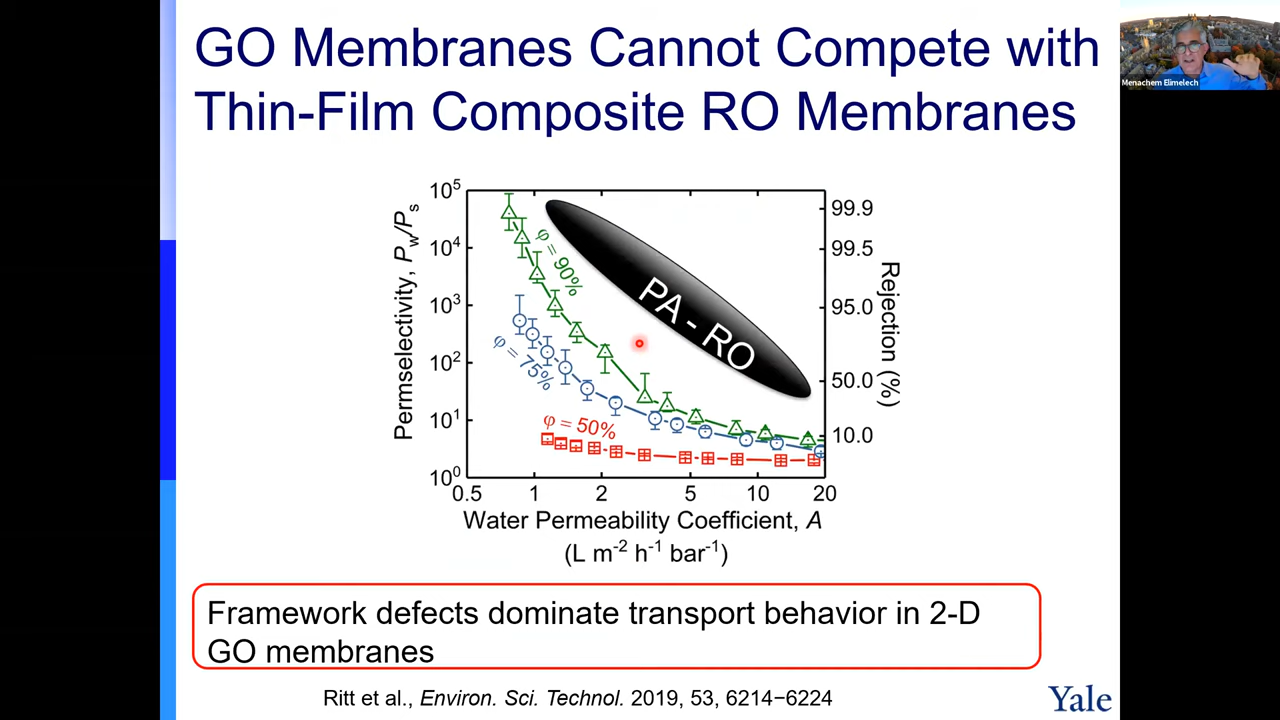 GO Membranes Cannot Compete with
Thin-Film Composite RO Membranes
Menachem Elimelech
Permselectivity, Pw/Ps
10⁵
10⁴
10³
10²
10¹
10⁰
φ = 90%
φ = 75%
φ = 50%
PA - RO
99.9
99.5
95.0
50.0
10.0
Rejection (%)
0.5 1 2 5 10 20
Water Permeability Coefficient, A
(L m⁻² h⁻¹ bar⁻¹)
Framework defects dominate transport behavior in 2-D
GO membranes
Ritt et al., Environ. Sci. Technol. 2019, 53, 6214−6224
Yale